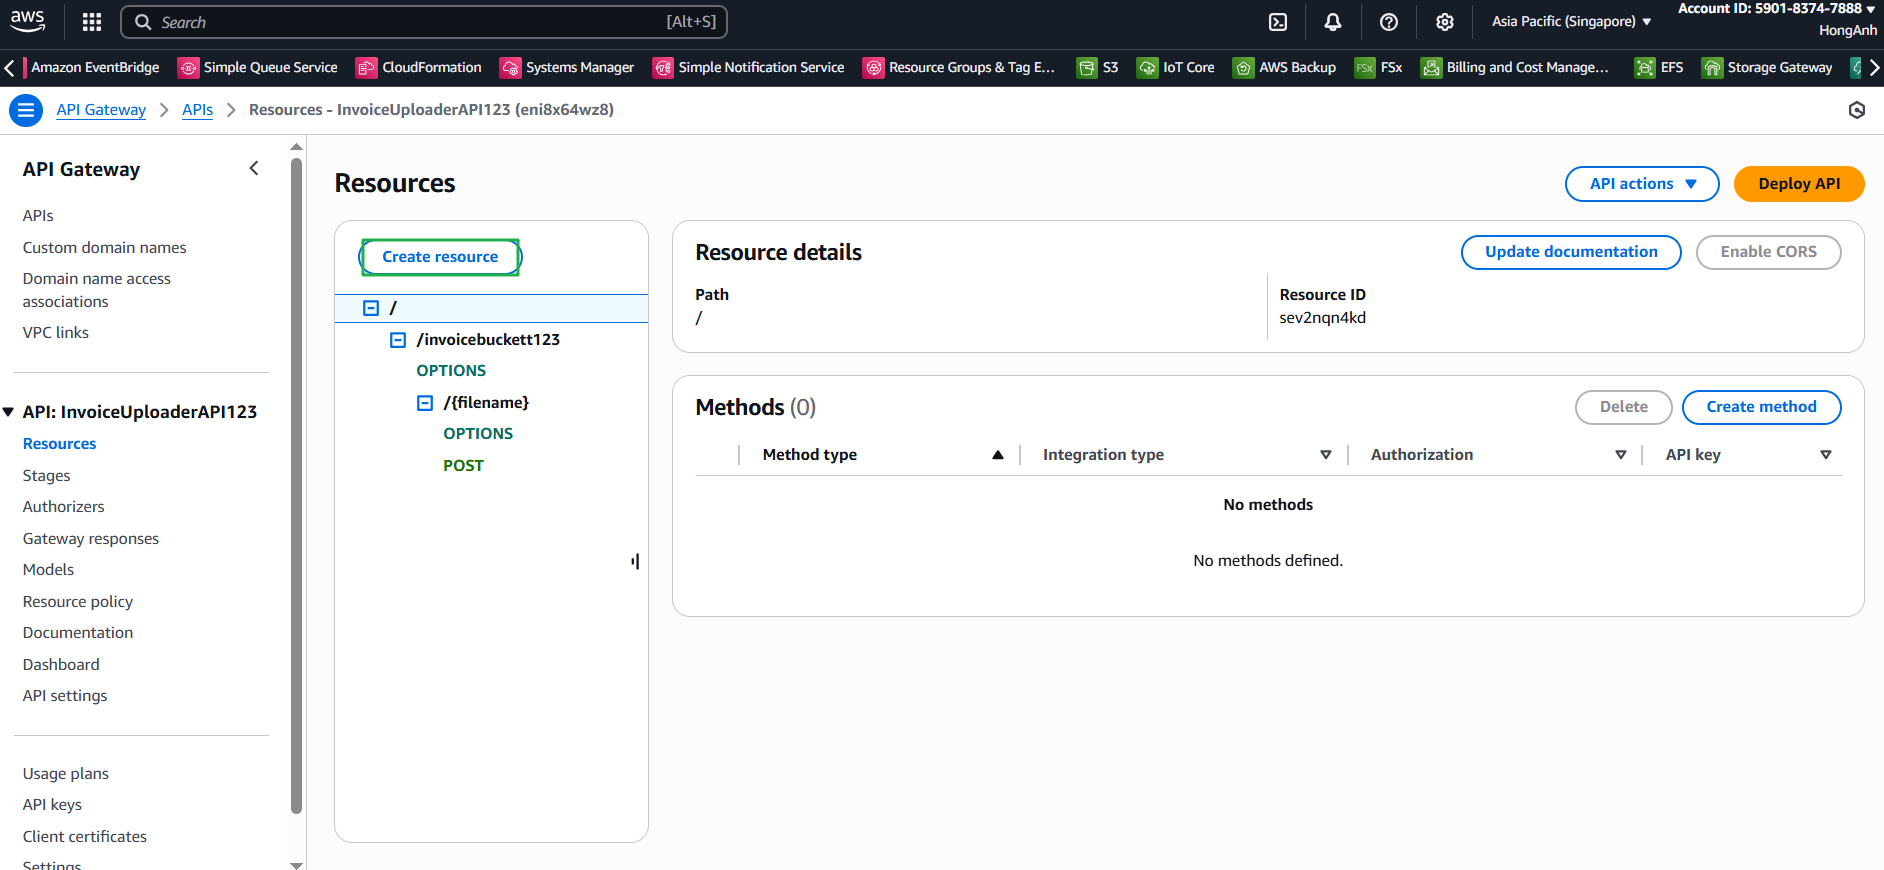 aws
Search
[Alt+S]
Asia Pacific (Singapore)
Account ID: 5901-8374-7888
HongAnh
Amazon EventBridge
Simple Queue Service
CloudFormation
Systems Manager
Simple Notification Service
Resource Groups & Tag E...
S3
IoT Core
AWS Backup
FSx
FSx
Billing and Cost Manage...
EFS
Storage Gateway
API Gateway
APIs
Resources - InvoiceUploaderAPI123 (eni8x64wz8)
API Gateway
APIs
Custom domain names
Domain name access
associations
VPC links
API: InvoiceUploaderAPI123
Resources
Stages
Authorizers
Gateway responses
Models
Resource policy
Documentation
Dashboard
API settings
Usage plans
API keys
Client certificates
Settings
Resources
API actions
Deploy API
Create resource
/
/invoicebuckett123
OPTIONS
/{filename}
OPTIONS
POST
Resource details
Update documentation
Enable CORS
Path
/
Resource ID
sev2nqn4kd
Methods (0)
Delete
Create method
Method type
Integration type
Authorization
API key
No methods
No methods defined.